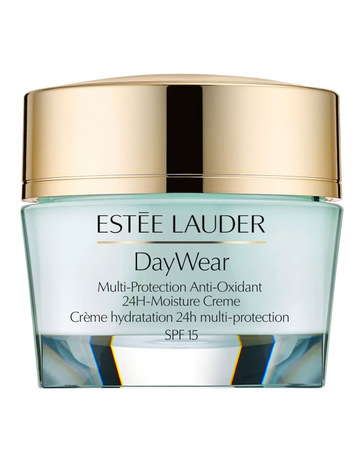 ESTĒE LAUDER
DayWear
Multi-Protection Anti-Oxidant
24H-Moisture Creme
Crème hydratation 24h multi-protection
SPF 15